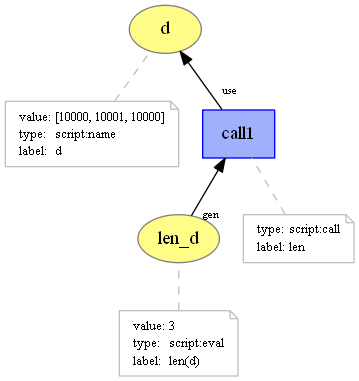 d
use
value: [10000, 10001, 10000]
type: script:name
label: d
call1
gen
len_d
type: script:call
label: len
value: 3
type: script:eval
label: len(d)